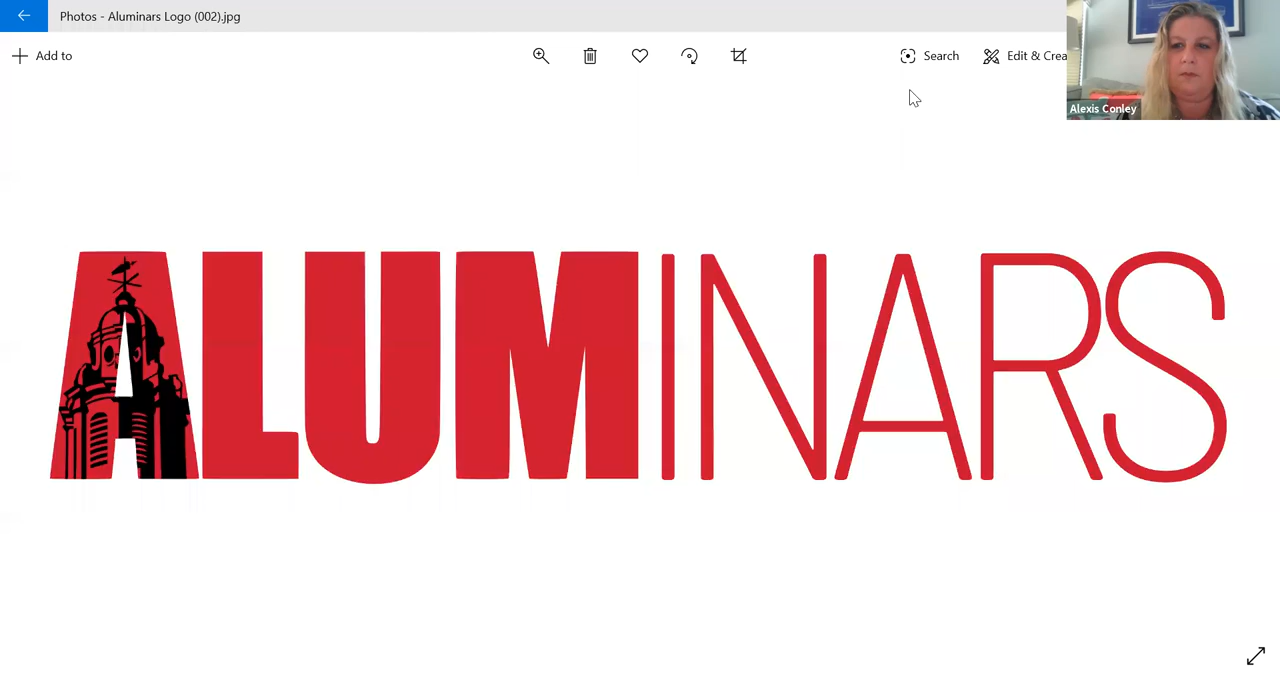 Photos - Aluminars Logo (002).jpg
Add to
Search
Edit & Crea
Alexis Conley
ALUMINARS